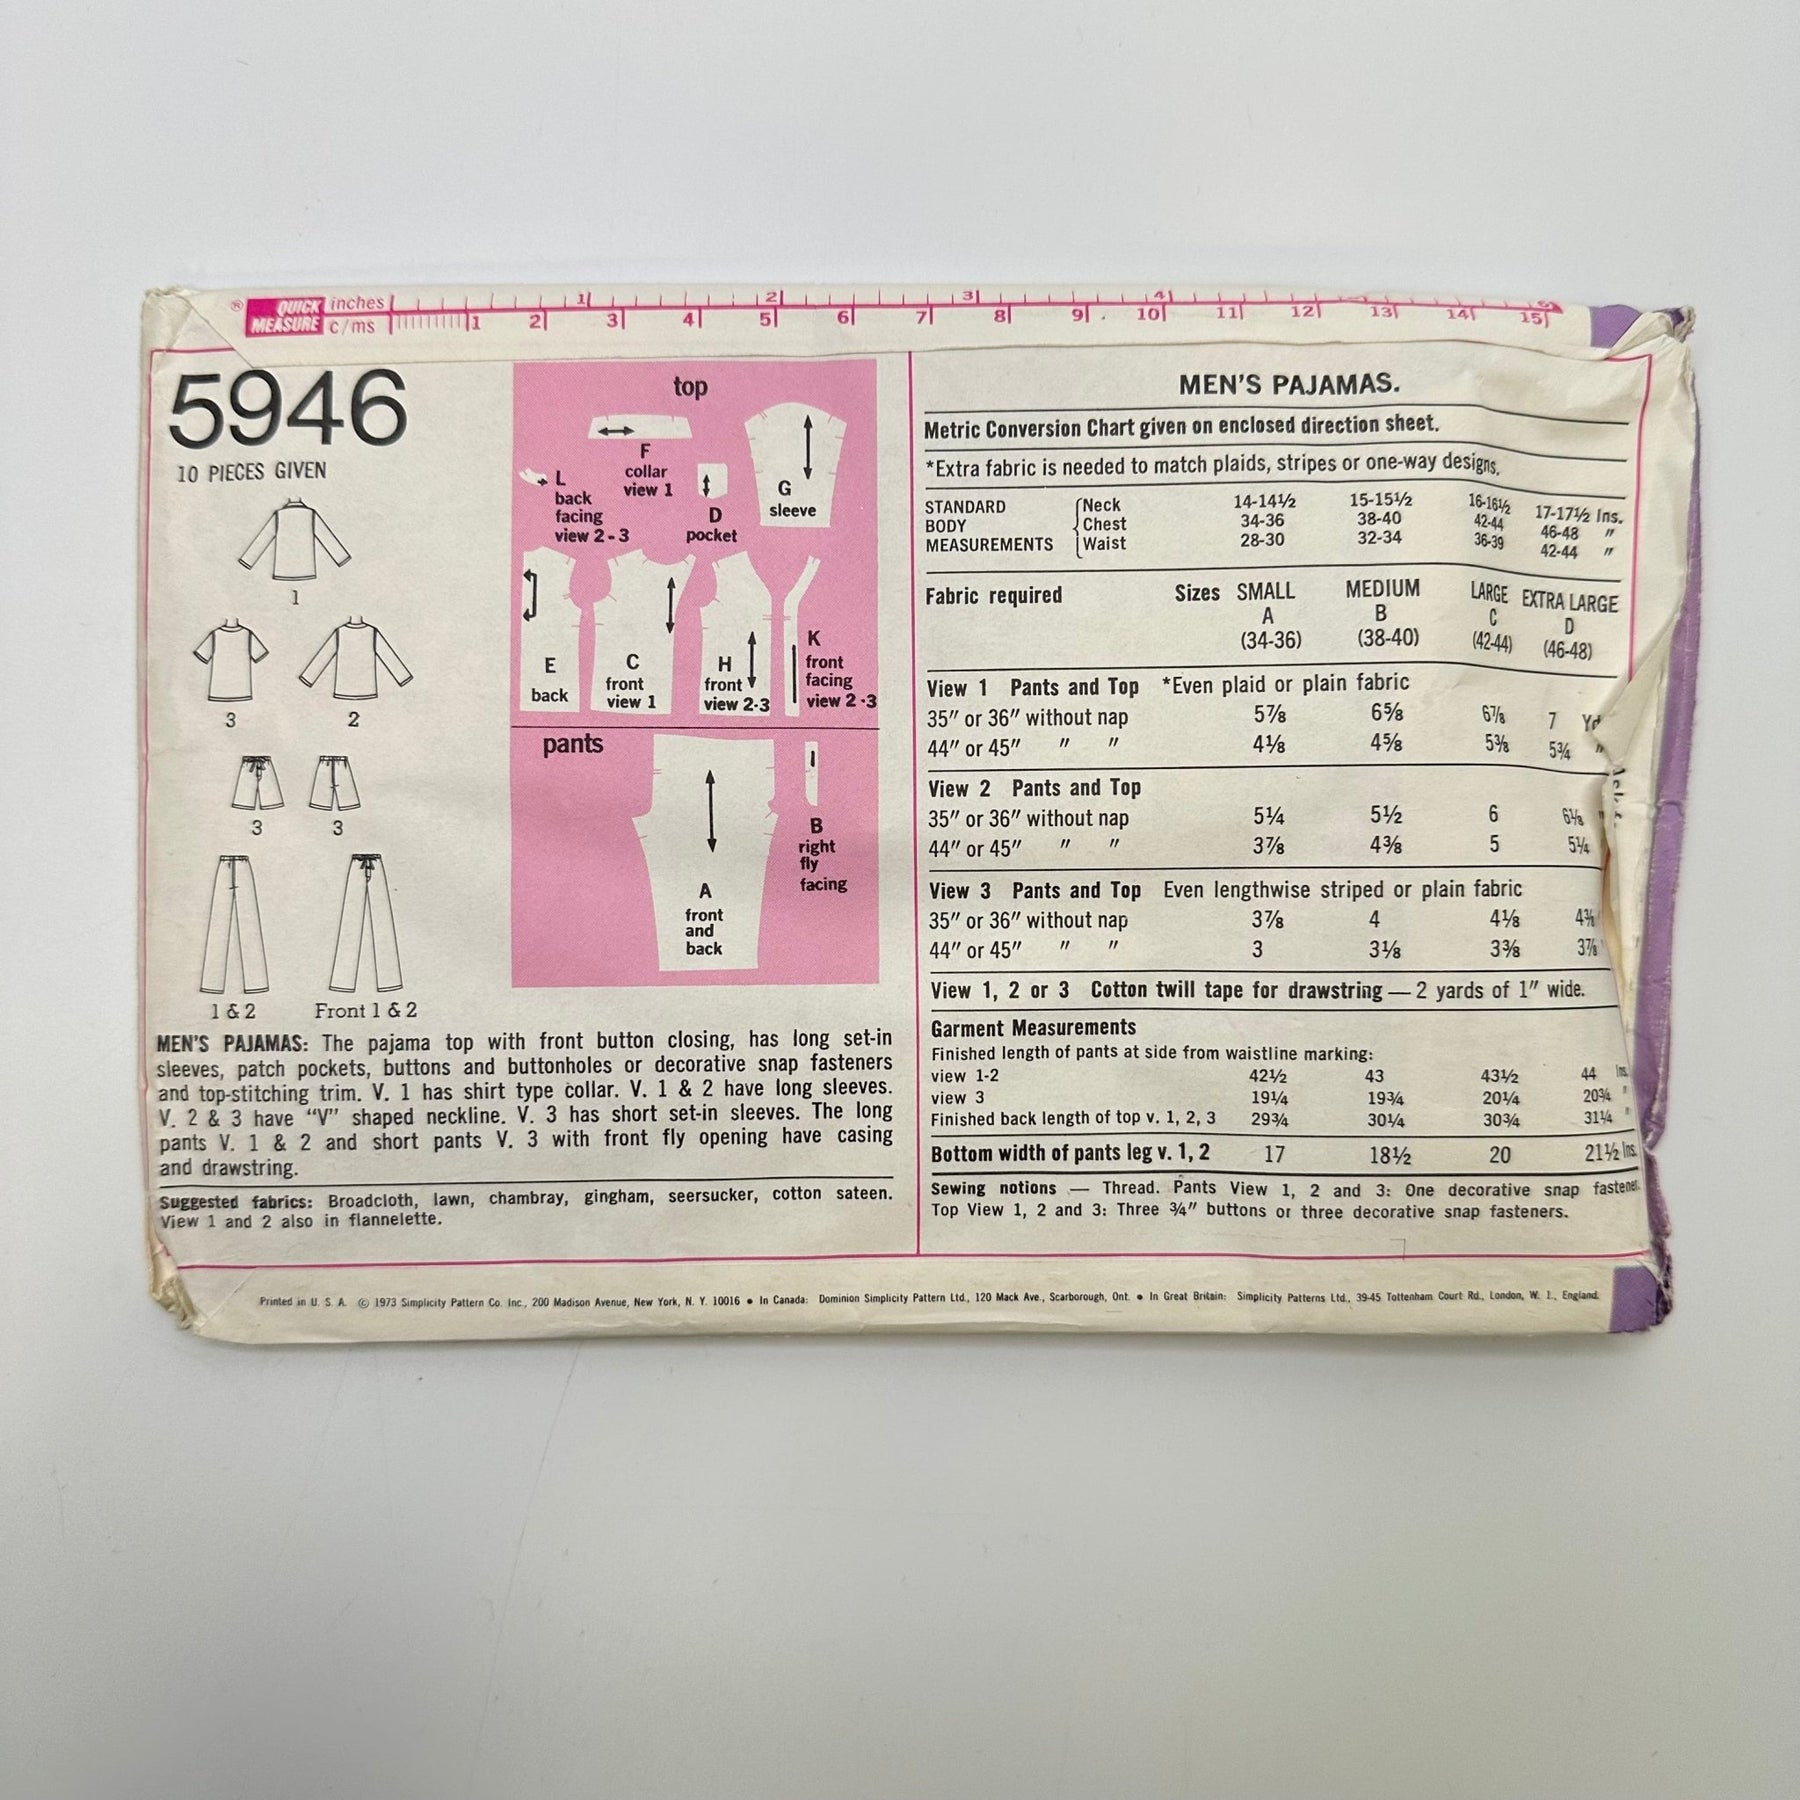 ® QUICK MEASURE inches 1 2 3 4
c/ms 1 2 3 4 5 6 7 8 9 10 11 12 13 14 15
5946
10 PIECES GIVEN
1
3 2
3 3
1 & 2 Front 1 & 2
top
F
collar
view 1
L
back
facing
view 2-3
D
pocket
G
sleeve
E
back
C
front
view 1
H
front
view 2-3
K
front
facing
view 2-3
pants
A
front
and
back
B
right
fly
facing
MEN'S PAJAMAS: The pajama top with front button closing, has long set-in
sleeves, patch pockets, buttons and buttonholes or decorative snap fasteners
and top-stitching trim. V. 1 has shirt type collar. V. 1 & 2 have long sleeves.
V. 2 & 3 have "V" shaped neckline. V. 3 has short set-in sleeves. The long
pants V. 1 & 2 and short pants V. 3 with front fly opening have casing
and drawstring.
Suggested fabrics: Broadcloth, lawn, chambray, gingham, seersucker, cotton sateen.
View 1 and 2 also in flannelette.
MEN'S PAJAMAS.
Metric Conversion Chart given on enclosed direction sheet.
*Extra fabric is needed to match plaids, stripes or one-way designs.
STANDARD Neck 14-14½ 15-15½ 16-16½ 17-17½ Ins.
BODY Chest 34-36 38-40 42-44 46-48 "
MEASUREMENTS Waist 28-30 32-34 36-39 42-44 "
Fabric required Sizes SMALL MEDIUM LARGE EXTRA LARGE
A B C D
(34-36) (38-40) (42-44) (46-48)
View 1 Pants and Top *Even plaid or plain fabric
35" or 36" without nap 5⅞ 6⅝ 6⅞ 7
44" or 45" " " 4⅛ 4⅝ 5⅜ 5¾ "
View 2 Pants and Top
35" or 36" without nap 5¼ 5½ 6 6⅛ "
44" or 45" " " 3⅞ 4⅜ 5 5¼
View 3 Pants and Top Even lengthwise striped or plain fabric
35" or 36" without nap 3⅞ 4 4⅛ 4⅜
44" or 45" " " 3 3⅛ 3⅜ 3⅞
View 1, 2 or 3 Cotton twill tape for drawstring — 2 yards of 1" wide.
Garment Measurements
Finished length of pants at side from waistline marking:
view 1-2 42½ 43 43½ 44 Ins.
view 3 19¼ 19¾ 20¼ 20¾ "
Finished back length of top v. 1, 2, 3 29¾ 30¼ 30¾ 31¼ "
Bottom width of pants leg v. 1, 2 17 18½ 20 21½ Ins.
Sewing notions — Thread. Pants View 1, 2 and 3: One decorative snap fastener.
Top View 1, 2 and 3: Three ¾" buttons or three decorative snap fasteners.
Printed in U. S. A. © 1973 Simplicity Pattern Co. Inc., 200 Madison Avenue, New York, N. Y. 10016 • In Canada: Dominion Simplicity Pattern Ltd., 120 Mack Ave., Scarborough, Ont. • In Great Britain: Simplicity Patterns Ltd., 39-45 Tottenham Court Rd., London, W. 1., England.